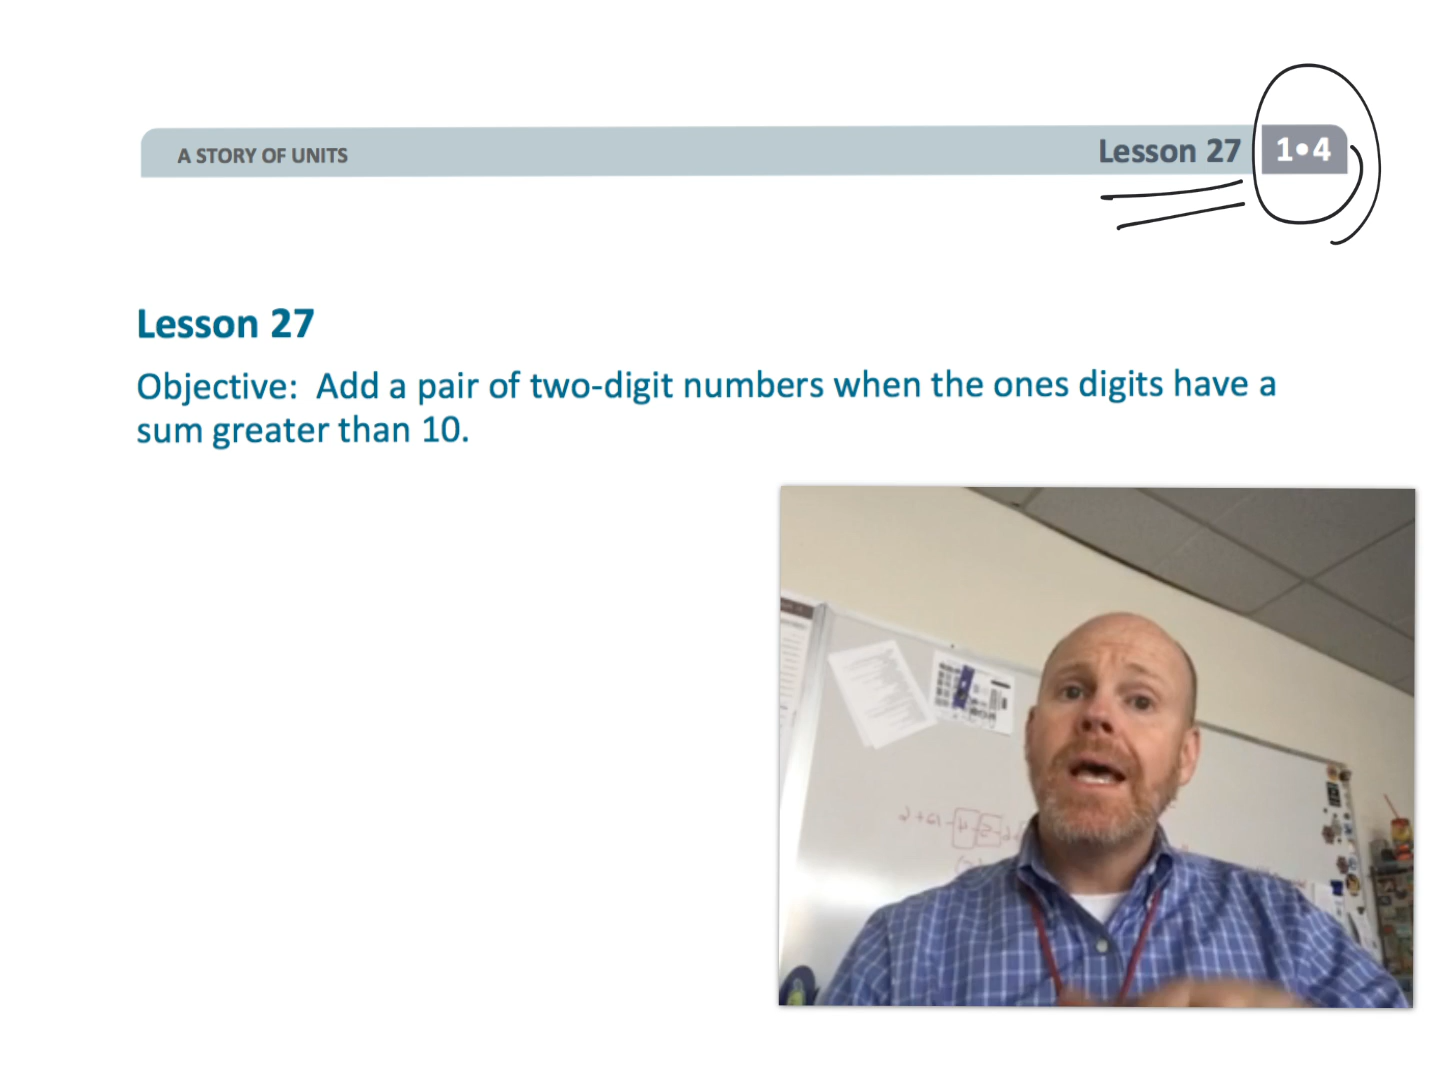 A STORY OF UNITS
Lesson 27
1•4
Lesson 27
Objective: Add a pair of two-digit numbers when the ones digits have a
sum greater than 10.